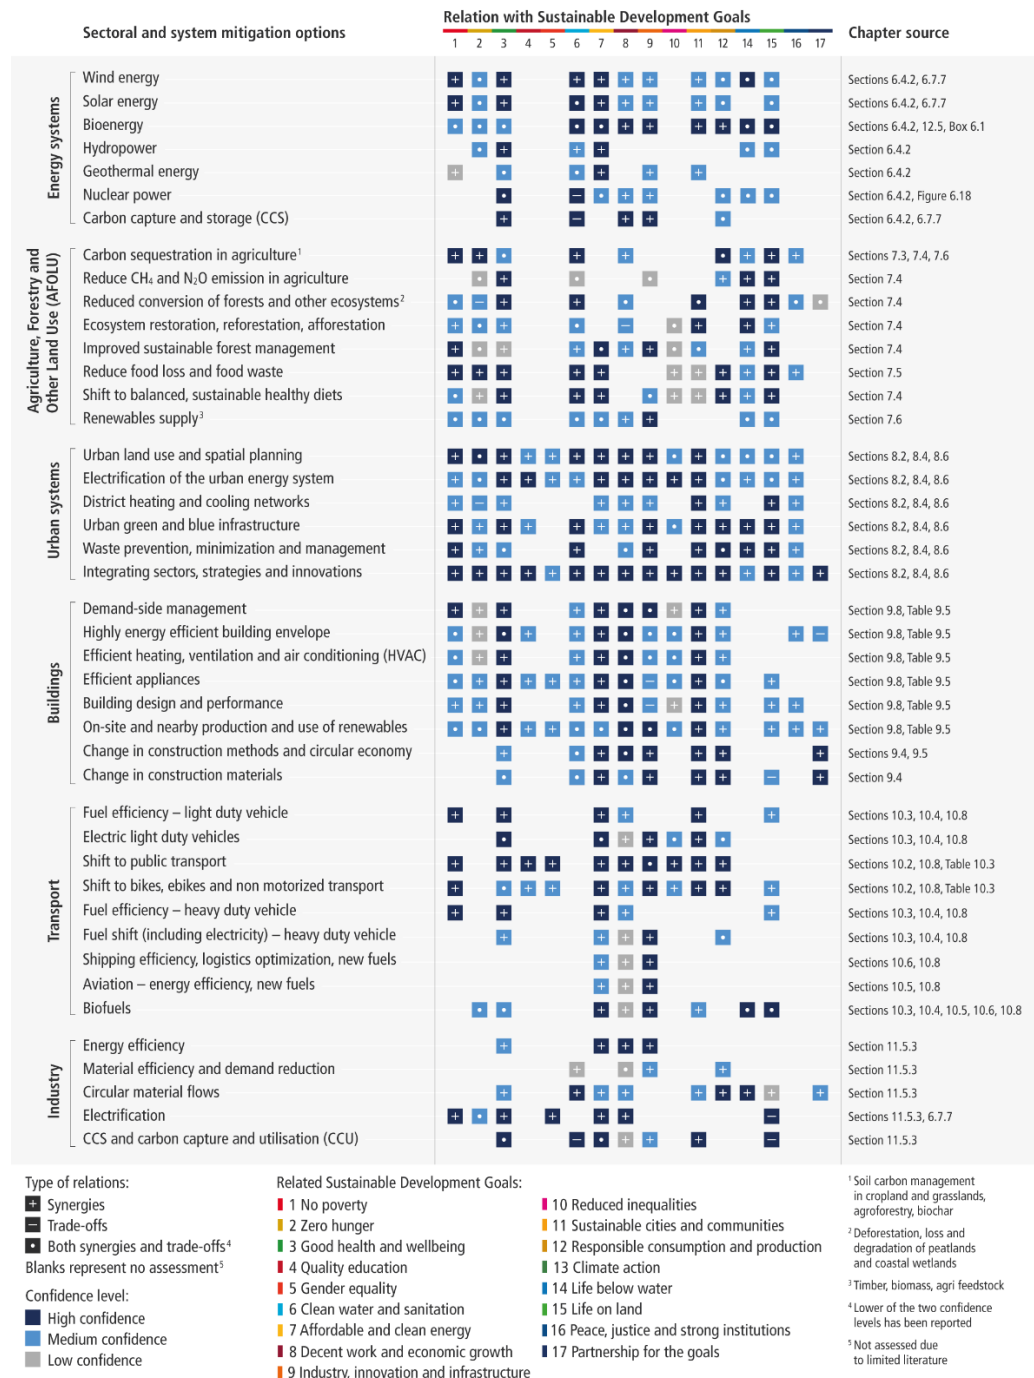 Relation with Sustainable Development Goals
Sectoral and system mitigation options
Chapter source
1 2 3 4 5 6 7 8 9 10 11 12 14 15 16 17
Energy systems
Wind energy Sections 6.4.2, 6.7.7
Solar energy Sections 6.4.2, 6.7.7
Bioenergy Sections 6.4.2, 12.5, Box 6.1
Hydropower Section 6.4.2
Geothermal energy Section 6.4.2
Nuclear power Section 6.4.2, Figure 6.18
Carbon capture and storage (CCS) Section 6.4.2, 6.7.7
Agriculture, Forestry and
Other Land Use (AFOLU)
Carbon sequestration in agriculture¹ Sections 7.3, 7.4, 7.6
Reduce CH₄ and N₂O emission in agriculture Section 7.4
Reduced conversion of forests and other ecosystems² Section 7.4
Ecosystem restoration, reforestation, afforestation Section 7.4
Improved sustainable forest management Section 7.4
Reduce food loss and food waste Section 7.5
Shift to balanced, sustainable healthy diets Section 7.4
Renewables supply³ Section 7.6
Urban systems
Urban land use and spatial planning Sections 8.2, 8.4, 8.6
Electrification of the urban energy system Sections 8.2, 8.4, 8.6
District heating and cooling networks Sections 8.2, 8.4, 8.6
Urban green and blue infrastructure Sections 8.2, 8.4, 8.6
Waste prevention, minimization and management Sections 8.2, 8.4, 8.6
Integrating sectors, strategies and innovations Sections 8.2, 8.4, 8.6
Buildings
Demand-side management Section 9.8, Table 9.5
Highly energy efficient building envelope Section 9.8, Table 9.5
Efficient heating, ventilation and air conditioning (HVAC) Section 9.8, Table 9.5
Efficient appliances Section 9.8, Table 9.5
Building design and performance Section 9.8, Table 9.5
On-site and nearby production and use of renewables Section 9.8, Table 9.5
Change in construction methods and circular economy Sections 9.4, 9.5
Change in construction materials Section 9.4
Transport
Fuel efficiency – light duty vehicle Sections 10.3, 10.4, 10.8
Electric light duty vehicles Sections 10.3, 10.4, 10.8
Shift to public transport Sections 10.2, 10.8, Table 10.3
Shift to bikes, ebikes and non motorized transport Sections 10.2, 10.8, Table 10.3
Fuel efficiency – heavy duty vehicle Sections 10.3, 10.4, 10.8
Fuel shift (including electricity) – heavy duty vehicle Sections 10.3, 10.4, 10.8
Shipping efficiency, logistics optimization, new fuels Sections 10.6, 10.8
Aviation – energy efficiency, new fuels Sections 10.5, 10.8
Biofuels Sections 10.3, 10.4, 10.5, 10.6, 10.8
Industry
Energy efficiency Section 11.5.3
Material efficiency and demand reduction Section 11.5.3
Circular material flows Section 11.5.3
Electrification Sections 11.5.3, 6.7.7
CCS and carbon capture and utilisation (CCU) Section 11.5.3
Type of relations:
+ Synergies
– Trade-offs
• Both synergies and trade-offs⁴
Blanks represent no assessment⁵
Confidence level:
High confidence
Medium confidence
Low confidence
Related Sustainable Development Goals:
1 No poverty
2 Zero hunger
3 Good health and wellbeing
4 Quality education
5 Gender equality
6 Clean water and sanitation
7 Affordable and clean energy
8 Decent work and economic growth
9 Industry, innovation and infrastructure
10 Reduced inequalities
11 Sustainable cities and communities
12 Responsible consumption and production
13 Climate action
14 Life below water
15 Life on land
16 Peace, justice and strong institutions
17 Partnership for the goals
¹ Soil carbon management
in cropland and grasslands,
agroforestry, biochar
² Deforestation, loss and
degradation of peatlands
and coastal wetlands
³ Timber, biomass, agri feedstock
⁴ Lower of the two confidence
levels has been reported
⁵ Not assessed due
to limited literature